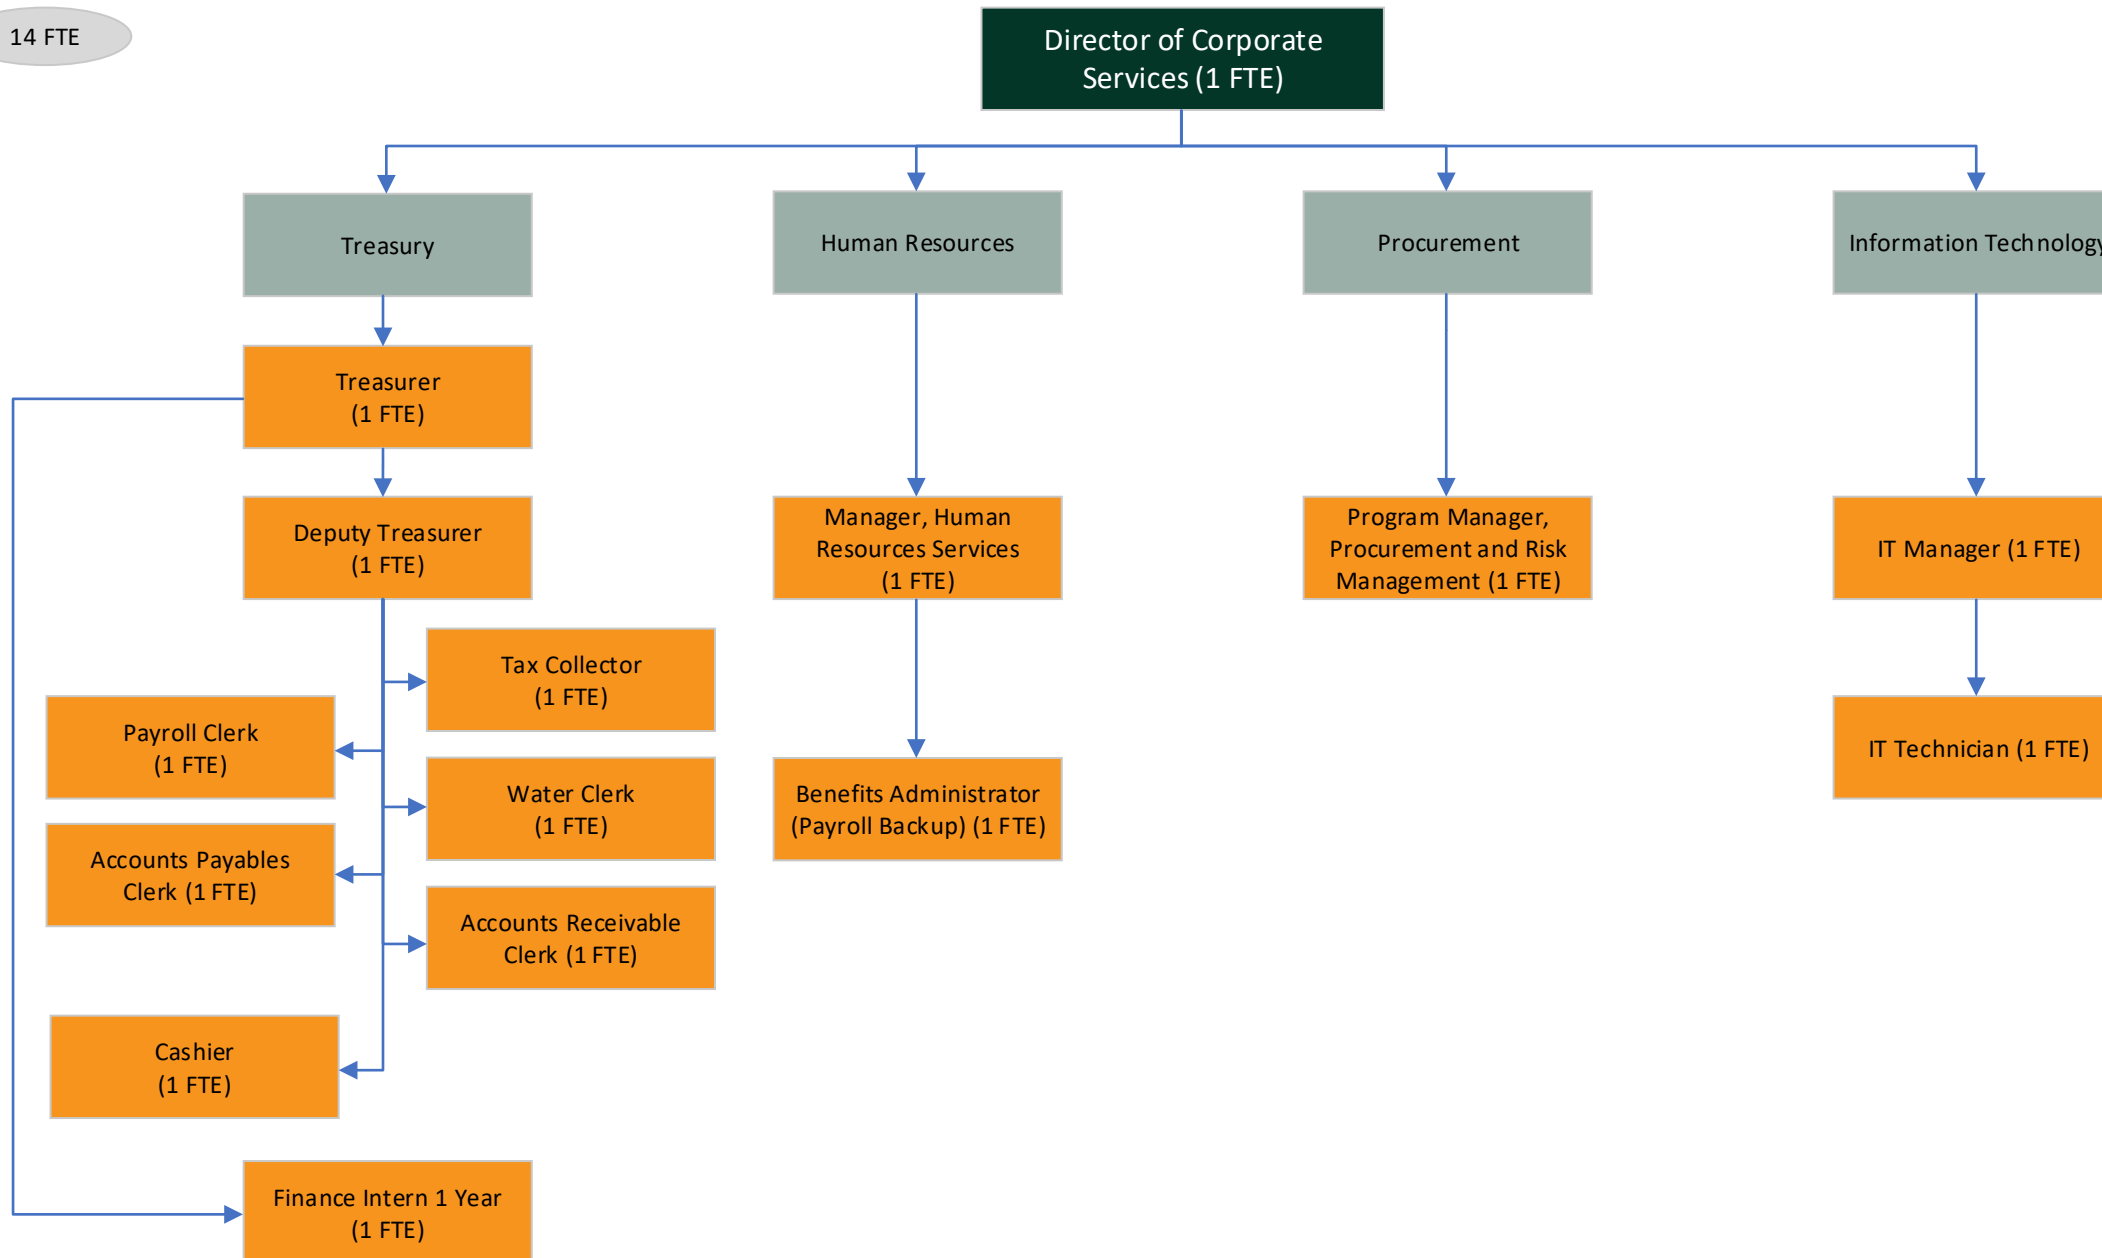 14 FTE
Director of Corporate
Services (1 FTE)
Treasury
Human Resources
Procurement
Information Technology
Treasurer
(1 FTE)
Deputy Treasurer
(1 FTE)
Manager, Human
Resources Services
(1 FTE)
Program Manager,
Procurement and Risk
Management (1 FTE)
IT Manager (1 FTE)
Tax Collector
(1 FTE)
Payroll Clerk
(1 FTE)
Water Clerk
(1 FTE)
Benefits Administrator
(Payroll Backup) (1 FTE)
IT Technician (1 FTE)
Accounts Payables
Clerk (1 FTE)
Accounts Receivable
Clerk (1 FTE)
Cashier
(1 FTE)
Finance Intern 1 Year
(1 FTE)